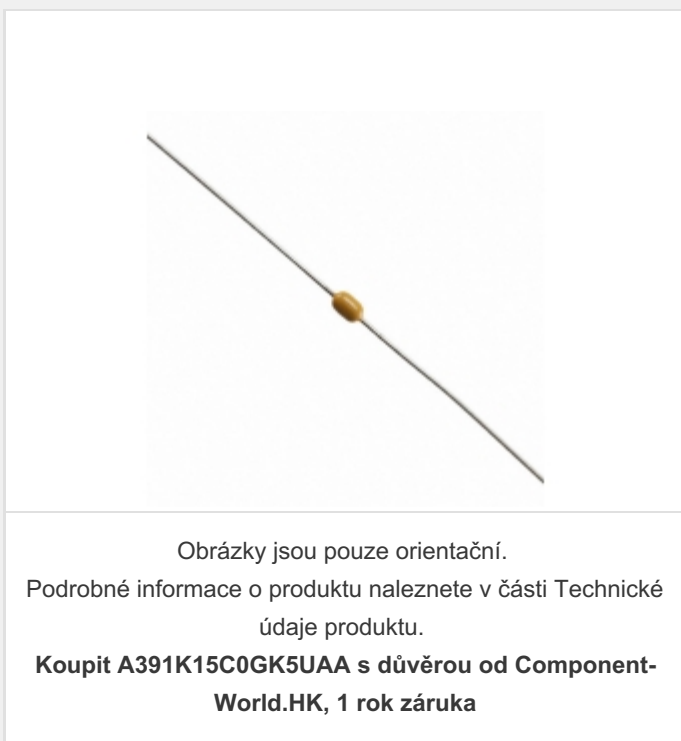 Obrázky jsou pouze orientační.
Podrobné informace o produktu naleznete v části Technické
údaje produktu.
Koupit A391K15C0GK5UAA s důvěrou od Component-
World.HK, 1 rok záruka